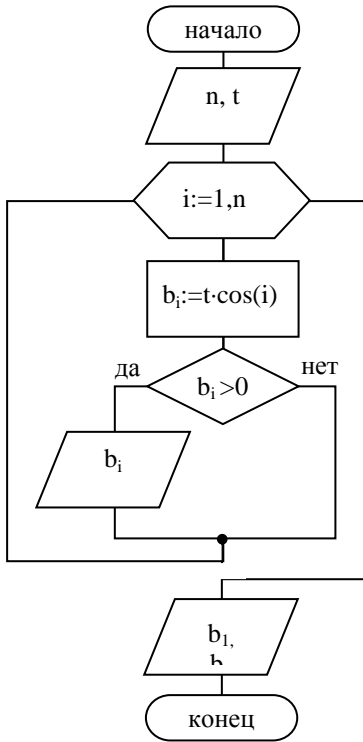 начало
n, t
i:=1,n
bᵢ:=t·cos(i)
да
нет
bᵢ >0
bᵢ
b₁,
конец